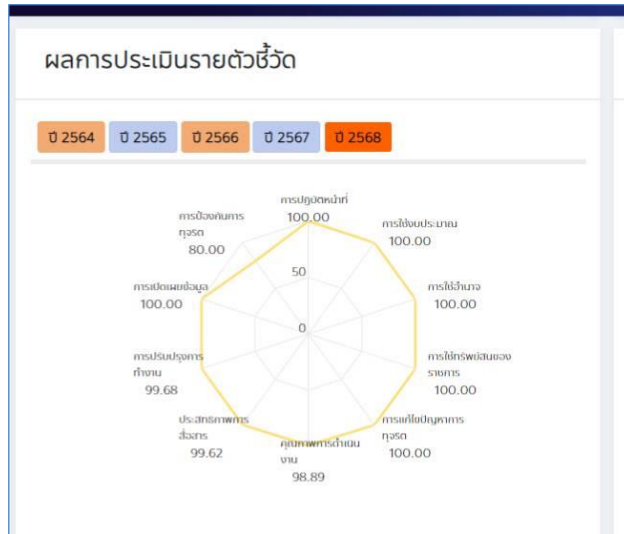 ผลการประเมินรายตัวชี้วัด
ปี 2564 ปี 2565 ปี 2566 ปี 2567 ปี 2568
การปฏิบัติหน้าที่
100.00
การใช้งบประมาณ
100.00
การใช้อำนาจ
100.00
การใช้ทรัพย์สินของ
ราชการ
100.00
การแก้ไขปัญหาการ
ทุจริต
100.00
คุณภาพการดำเนิน
งาน
98.89
ประสิทธิภาพการ
สื่อสาร
99.62
การปรับปรุงการ
ทำงาน
99.68
การเปิดเผยข้อมูล
100.00
การป้องกันการ
ทุจริต
80.00
50
0